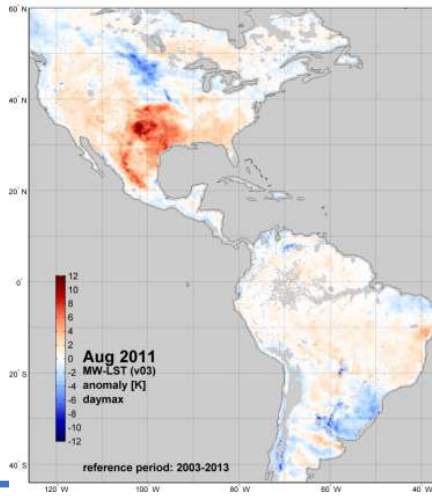 60° N
40° N
20° N
0°
20° S
40° S
12
10
8
6
4
2
0
-2
-4
-6
-8
-10
-12
Aug 2011
MW-LST (v03)
anomaly [K]
daymax
reference period: 2003-2013
120° W
100° W
80° W
60° W
40° W